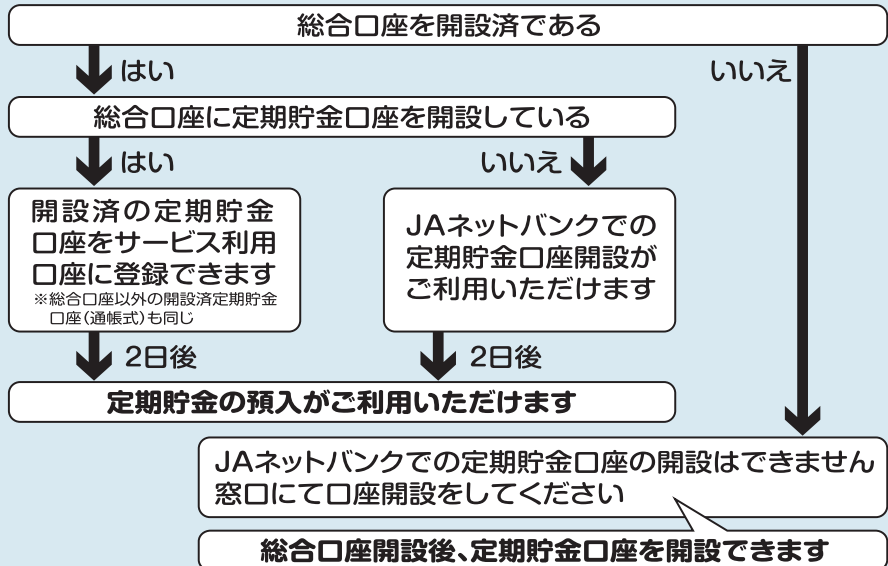 総合口座を開設済である
はい
いいえ
総合口座に定期貯金口座を開設している
はい
いいえ
開設済の定期貯金
口座をサービス利用
口座に登録できます
※総合口座以外の開設済定期貯金
口座(通帳式)も同じ
JAネットバンクでの
定期貯金口座開設が
ご利用いただけます
2日後
2日後
定期貯金の預入がご利用いただけます
JAネットバンクでの定期貯金口座の開設はできません
窓口にて口座開設をしてください
総合口座開設後、定期貯金口座を開設できます